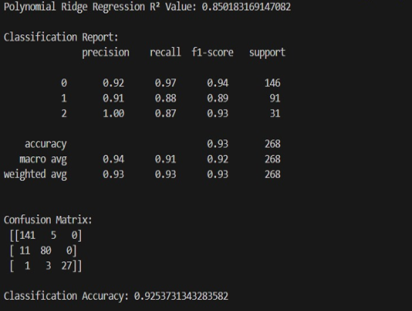 Polynomial Ridge Regression R² Value: 0.850183169147082
Classification Report:
precision recall f1-score support
0 0.92 0.97 0.94 146
1 0.91 0.88 0.89 91
2 1.00 0.87 0.93 31
accuracy 0.93 268
macro avg 0.94 0.91 0.92 268
weighted avg 0.93 0.93 0.93 268
Confusion Matrix:
[[141 5 0]
[ 11 80 0]
[ 1 3 27]]
Classification Accuracy: 0.9253731343283582